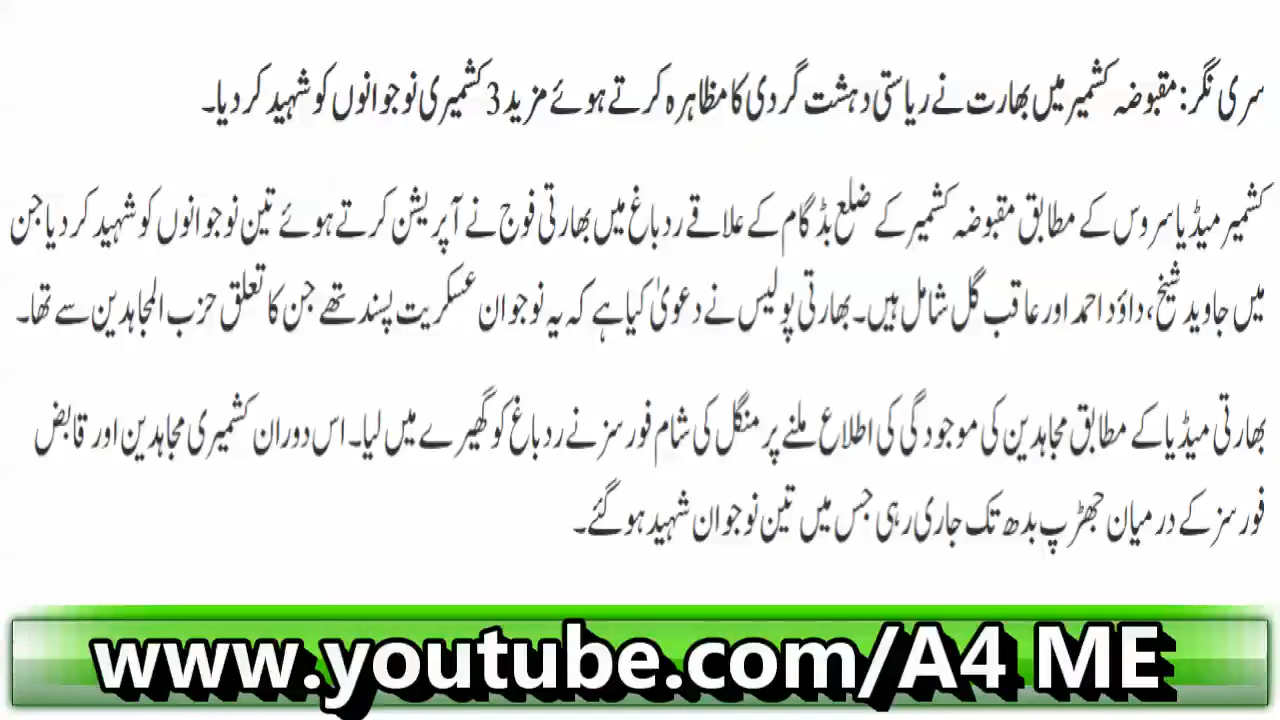 سری نگر: مقبوضہ کشمیر میں بھارت نے ریاستی دہشت گردی کا مظاہرہ کرتے ہوئے مزید 3 کشمیری نوجوانوں کو شہید کر دیا۔
کشمیر میڈیا سروس کے مطابق مقبوضہ کشمیر کے ضلع بڈگام کے علاقے ردباغ میں بھارتی فوج نے آپریشن کرتے ہوئے تین نوجوانوں کو شہید کر دیا جن
میں جاوید شیخ، داؤد احمد اور عاقب گل شامل ہیں۔ بھارتی پولیس نے دعویٰ کیا ہے کہ یہ نوجوان عسکریت پسند تھے جن کا تعلق حزب المجاہدین سے تھا۔
بھارتی میڈیا کے مطابق مجاہدین کی موجودگی کی اطلاع ملنے پر منگل کی شام فورسز نے ردباغ کو گھیرے میں لیا۔ اس دوران کشمیری مجاہدین اور قابض
فورسز کے درمیان جھڑپ بدھ تک جاری رہی جس میں تین نوجوان شہید ہو گئے۔
www.youtube.com/A4 ME